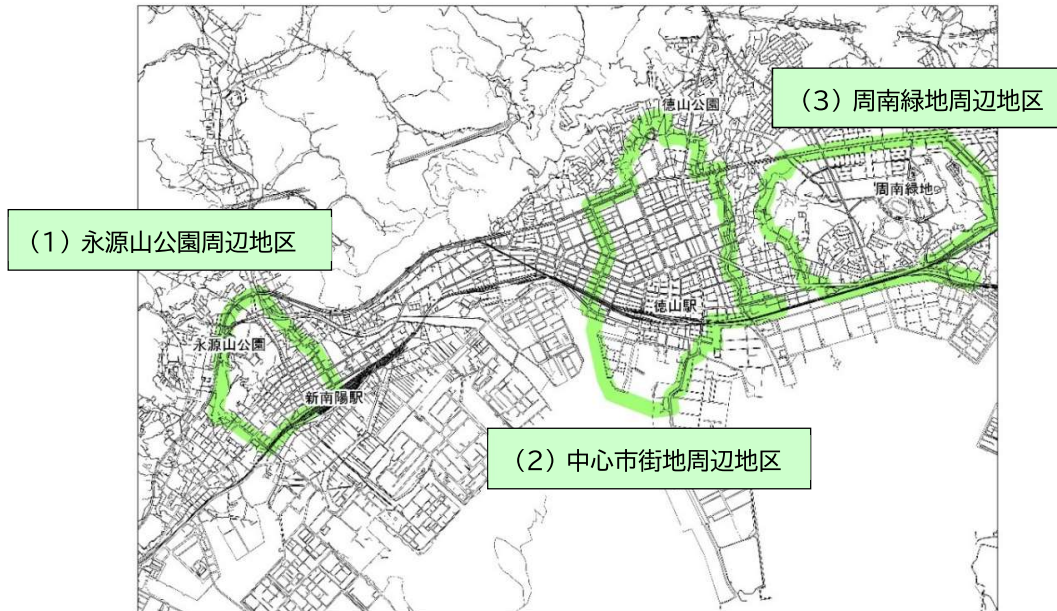 徳山公園
（3）周南緑地周辺地区
周南緑地
（1）永源山公園周辺地区
徳山駅
永源山公園
新南陽駅
（2）中心市街地周辺地区